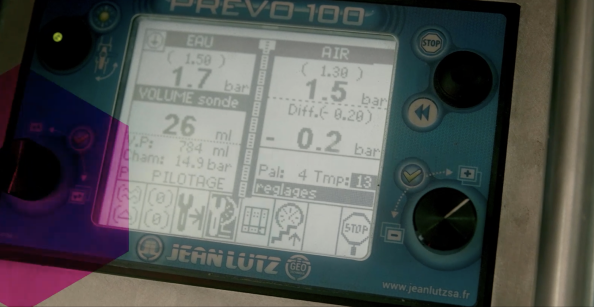 PREVO 100
EAU
( 1.50 )
1.7 bar
VOLUME sonde
26 ml
V.P: 784 ml
Cham: 14.9 bar
PILOTAGE
(0)
(0)
AIR
( 1.30 )
1.5 bar
Diff.(- 0.20)
- 0.2 bar
Pal: 4 Tmp: 13
reglages
STOP
STOP
JEAN LUTZ GEO
www.jeanlutzsa.fr